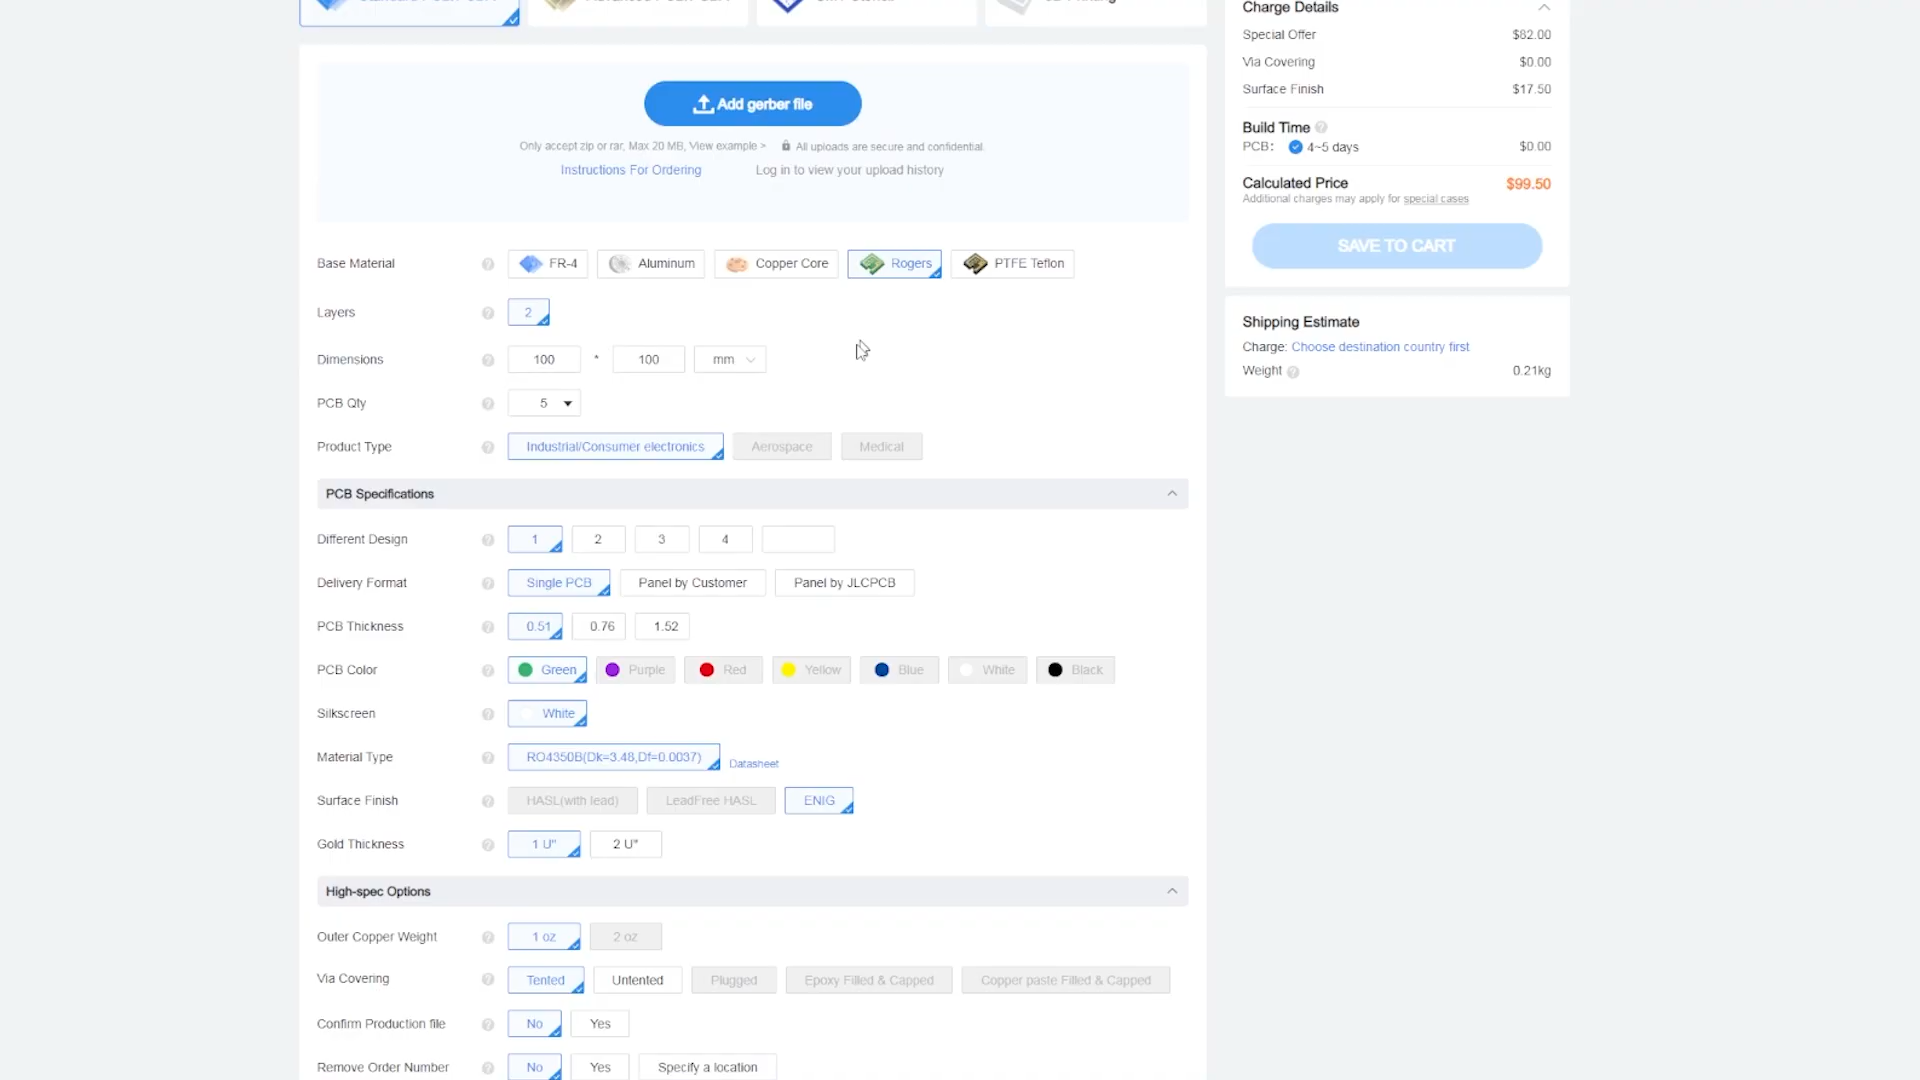 Charge Details
Special Offer $82.00
Via Covering $0.00
Surface Finish $17.50
Build Time
PCB: 4~5 days $0.00
Calculated Price $99.50
Additional charges may apply for special cases
SAVE TO CART
Shipping Estimate
Charge: Choose destination country first
Weight 0.21kg
Add gerber file
Only accept zip or rar, Max 20 MB, View example > All uploads are secure and confidential.
Instructions For Ordering Log in to view your upload history
Base Material FR-4 Aluminum Copper Core Rogers PTFE Teflon
Layers 2
Dimensions 100 * 100 mm
PCB Qty 5
Product Type Industrial/Consumer electronics Aerospace Medical
PCB Specifications
Different Design 1 2 3 4
Delivery Format Single PCB Panel by Customer Panel by JLCPCB
PCB Thickness 0.51 0.76 1.52
PCB Color Green Purple Red Yellow Blue White Black
Silkscreen White
Material Type RO4350B(Dk=3.48,Df=0.0037) Datasheet
Surface Finish HASL(with lead) LeadFree HASL ENIG
Gold Thickness 1 U" 2 U"
High-spec Options
Outer Copper Weight 1 oz 2 oz
Via Covering Tented Untented Plugged Epoxy Filled & Capped Copper paste Filled & Capped
Confirm Production file No Yes
Remove Order Number No Yes Specify a location